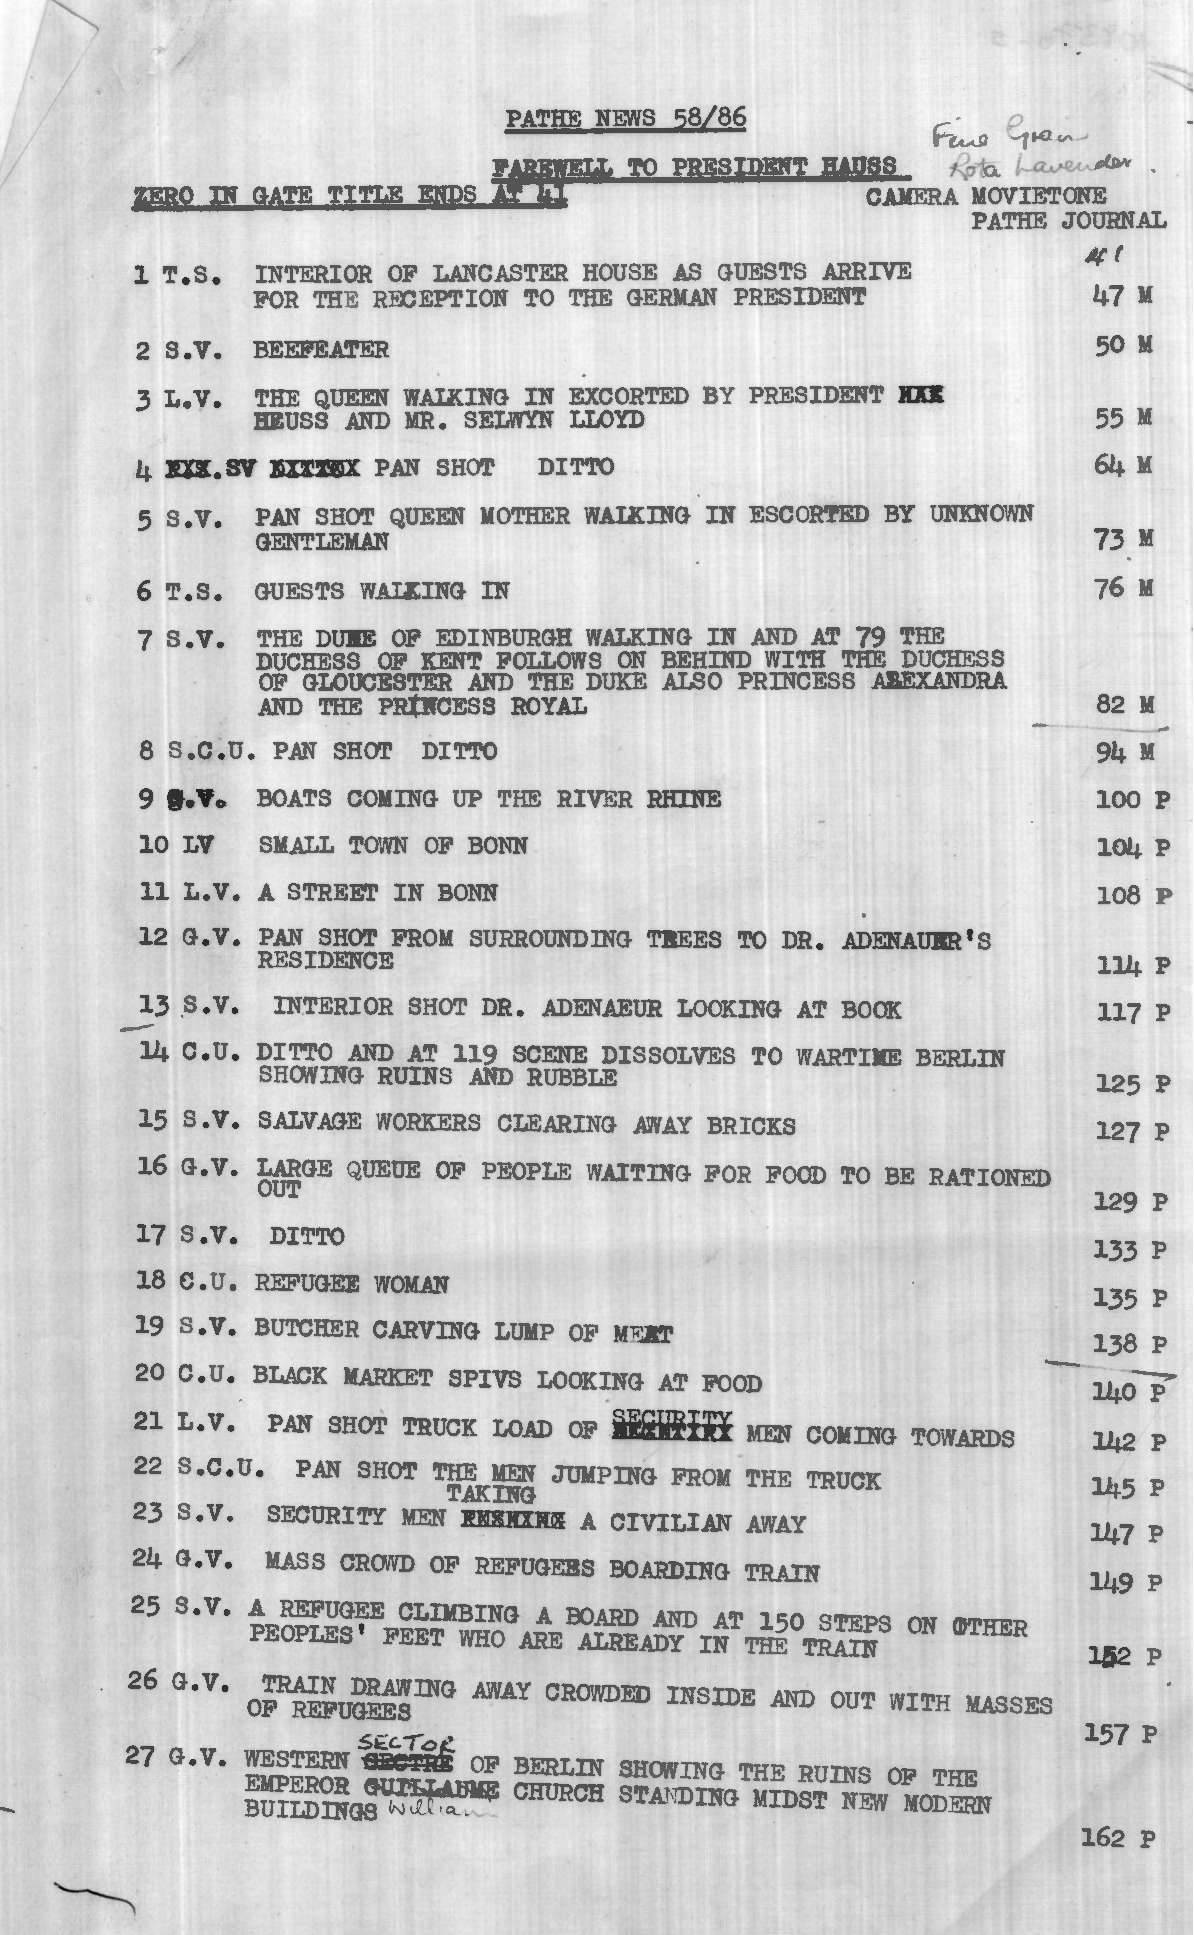 PATHE NEWS 58/86
Fine Grain
FAREWELL TO PRESIDENT HAUSS
Rota Lavender
ZERO IN GATE TITLE ENDS AT 41
CAMERA MOVIETONE
PATHE JOURNAL
41
1 T.S. INTERIOR OF LANCASTER HOUSE AS GUESTS ARRIVE
FOR THE RECEPTION TO THE GERMAN PRESIDENT 47 M
2 S.V. BEEFEATER 50 M
3 L.V. THE QUEEN WALKING IN EXCORTED BY PRESIDENT
HEUSS AND MR. SELWYN LLOYD 55 M
4 SV PAN SHOT DITTO 64 M
5 S.V. PAN SHOT QUEEN MOTHER WALKING IN ESCORTED BY UNKNOWN
GENTLEMAN 73 M
6 T.S. GUESTS WALKING IN 76 M
7 S.V. THE DUKE OF EDINBURGH WALKING IN AND AT 79 THE
DUCHESS OF KENT FOLLOWS ON BEHIND WITH THE DUCHESS
OF GLOUCESTER AND THE DUKE ALSO PRINCESS ALEXANDRA
AND THE PRINCESS ROYAL 82 M
8 S.C.U. PAN SHOT DITTO 94 M
9 G.V. BOATS COMING UP THE RIVER RHINE 100 P
10 LV SMALL TOWN OF BONN 104 P
11 L.V. A STREET IN BONN 108 P
12 G.V. PAN SHOT FROM SURROUNDING TREES TO DR. ADENAUER'S
RESIDENCE 114 P
13 S.V. INTERIOR SHOT DR. ADENAEUR LOOKING AT BOOK 117 P
14 C.U. DITTO AND AT 119 SCENE DISSOLVES TO WARTIME BERLIN
SHOWING RUINS AND RUBBLE 125 P
15 S.V. SALVAGE WORKERS CLEARING AWAY BRICKS 127 P
16 G.V. LARGE QUEUE OF PEOPLE WAITING FOR FOOD TO BE RATIONED
OUT 129 P
17 S.V. DITTO 133 P
18 C.U. REFUGEE WOMAN 135 P
19 S.V. BUTCHER CARVING LUMP OF MEAT 138 P
20 C.U. BLACK MARKET SPIVS LOOKING AT FOOD 140 P
21 L.V. PAN SHOT TRUCK LOAD OF SECURITY MEN COMING TOWARDS 142 P
22 S.C.U. PAN SHOT THE MEN JUMPING FROM THE TRUCK 145 P
23 S.V. SECURITY MEN TAKING A CIVILIAN AWAY 147 P
24 G.V. MASS CROWD OF REFUGEES BOARDING TRAIN 149 P
25 S.V. A REFUGEE CLIMBING A BOARD AND AT 150 STEPS ON OTHER
PEOPLES' FEET WHO ARE ALREADY IN THE TRAIN 152 P
26 G.V. TRAIN DRAWING AWAY CROWDED INSIDE AND OUT WITH MASSES
OF REFUGEES 157 P
SECTOR
27 G.V. WESTERN SECTRE OF BERLIN SHOWING THE RUINS OF THE
EMPEROR GUILLAUME CHURCH STANDING MIDST NEW MODERN
BUILDINGS William
162 P